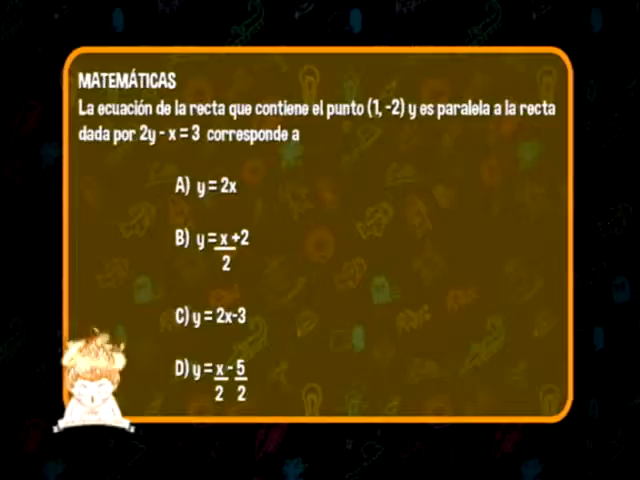 MATEMÁTICAS
La ecuación de la recta que contiene el punto (1, -2) y es paralela a la recta
dada por 2y - x = 3 corresponde a
A) y = 2x
B) y = x +2
2
C) y = 2x-3
D) y = x - 5
2 2